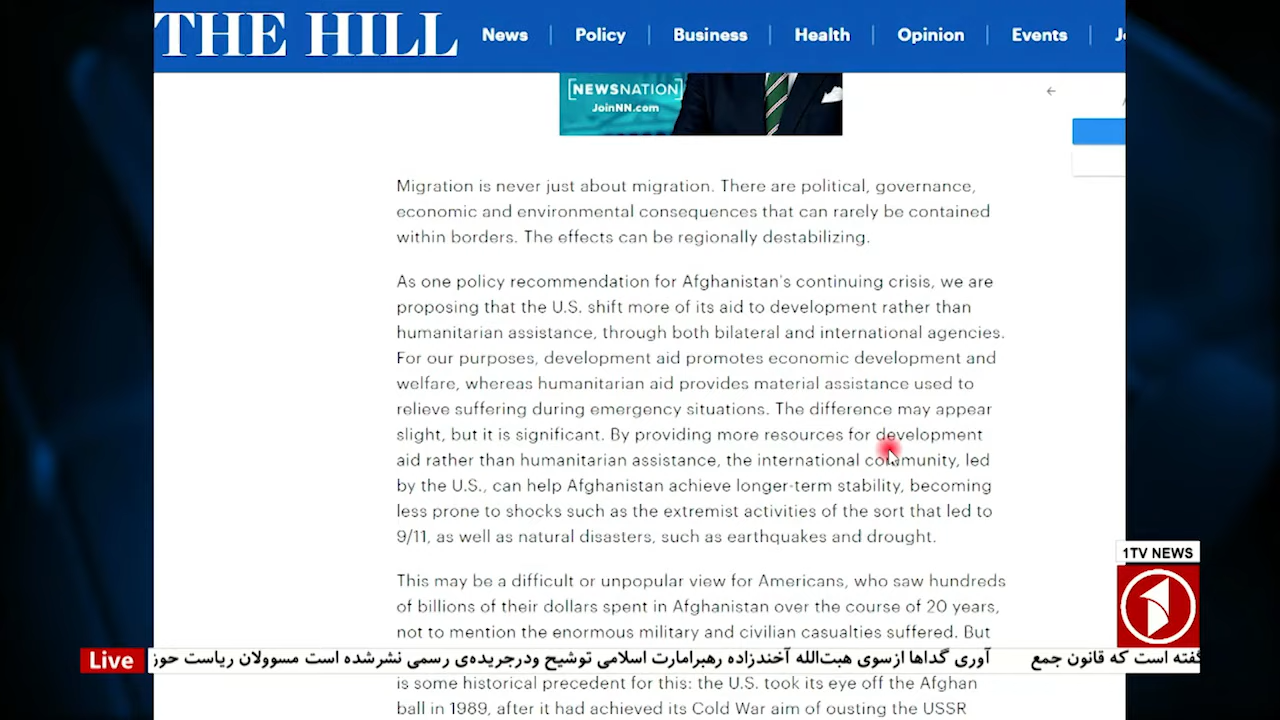 THE HILL
News
Policy
Business
Health
Opinion
Events
[NEWSNATION]
JoinNN.com
Migration is never just about migration. There are political, governance,
economic and environmental consequences that can rarely be contained
within borders. The effects can be regionally destabilizing.
As one policy recommendation for Afghanistan's continuing crisis, we are
proposing that the U.S. shift more of its aid to development rather than
humanitarian assistance, through both bilateral and international agencies.
For our purposes, development aid promotes economic development and
welfare, whereas humanitarian aid provides material assistance used to
relieve suffering during emergency situations. The difference may appear
slight, but it is significant. By providing more resources for development
aid rather than humanitarian assistance, the international community, led
by the U.S., can help Afghanistan achieve longer-term stability, becoming
less prone to shocks such as the extremist activities of the sort that led to
9/11, as well as natural disasters, such as earthquakes and drought.
This may be a difficult or unpopular view for Americans, who saw hundreds
of billions of their dollars spent in Afghanistan over the course of 20 years,
not to mention the enormous military and civilian casualties suffered. But
1TV NEWS
Live
گفته است که قانون جمع آوری گداها ازسوی هبت‌الله آخندزاده رهبرامارت اسلامی توشیح ودرجریده‌ی رسمی نشرشده است مسوولان ریاست حوز
is some historical precedent for this: the U.S. took its eye off the Afghan
ball in 1989, after it had achieved its Cold War aim of ousting the USSR